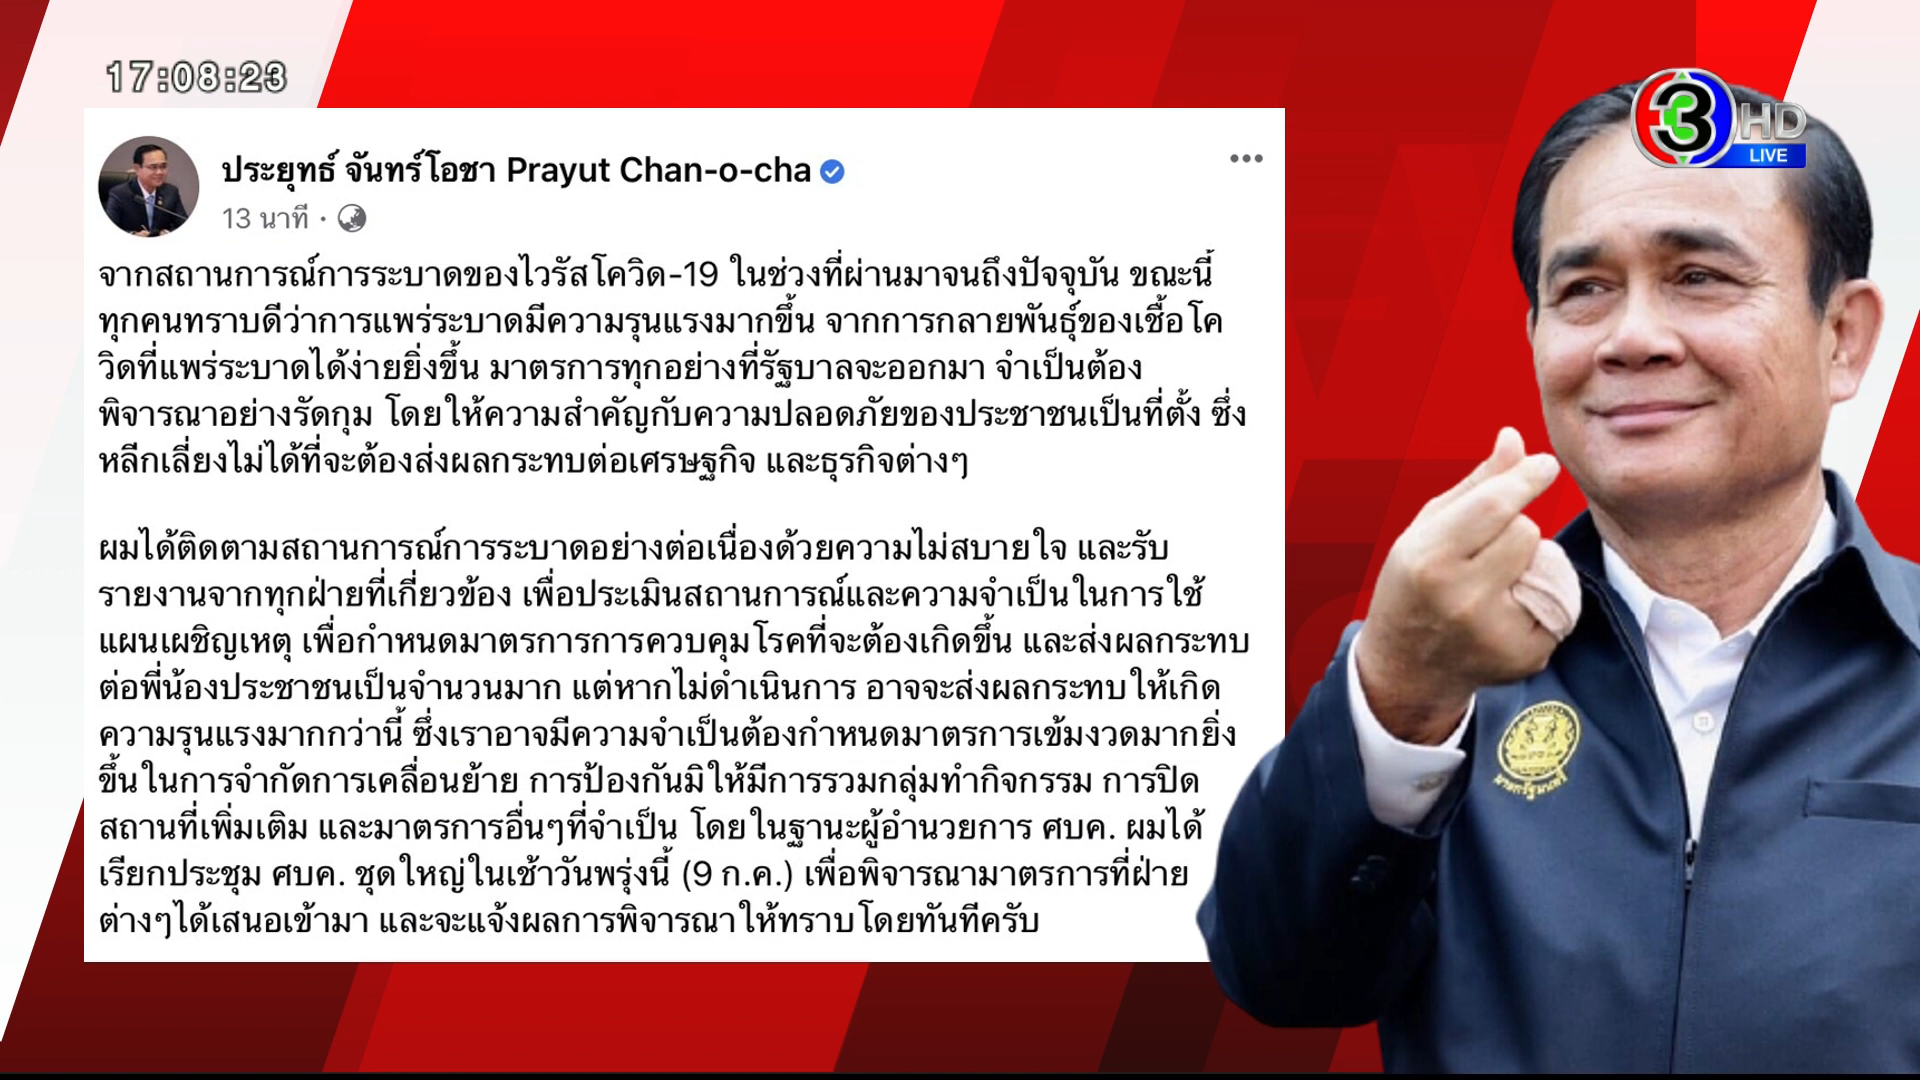 17:08:23
3 HD
LIVE
ประยุทธ์ จันทร์โอชา Prayut Chan-o-cha
13 นาที ·
จากสถานการณ์การระบาดของไวรัสโควิด-19 ในช่วงที่ผ่านมาจนถึงปัจจุบัน ขณะนี้
ทุกคนทราบดีว่าการแพร่ระบาดมีความรุนแรงมากขึ้น จากการกลายพันธุ์ของเชื้อโค
วิดที่แพร่ระบาดได้ง่ายยิ่งขึ้น มาตรการทุกอย่างที่รัฐบาลจะออกมา จำเป็นต้อง
พิจารณาอย่างรัดกุม โดยให้ความสำคัญกับความปลอดภัยของประชาชนเป็นที่ตั้ง ซึ่ง
หลีกเลี่ยงไม่ได้ที่จะต้องส่งผลกระทบต่อเศรษฐกิจ และธุรกิจต่างๆ
ผมได้ติดตามสถานการณ์การระบาดอย่างต่อเนื่องด้วยความไม่สบายใจ และรับ
รายงานจากทุกฝ่ายที่เกี่ยวข้อง เพื่อประเมินสถานการณ์และความจำเป็นในการใช้
แผนเผชิญเหตุ เพื่อกำหนดมาตรการการควบคุมโรคที่จะต้องเกิดขึ้น และส่งผลกระทบ
ต่อพี่น้องประชาชนเป็นจำนวนมาก แต่หากไม่ดำเนินการ อาจจะส่งผลกระทบให้เกิด
ความรุนแรงมากกว่านี้ ซึ่งเราอาจมีความจำเป็นต้องกำหนดมาตรการเข้มงวดมากยิ่ง
ขึ้นในการจำกัดการเคลื่อนย้าย การป้องกันมิให้มีการรวมกลุ่มทำกิจกรรม การปิด
สถานที่เพิ่มเติม และมาตรการอื่นๆที่จำเป็น โดยในฐานะผู้อำนวยการ ศบค. ผมได้
เรียกประชุม ศบค. ชุดใหญ่ในเช้าวันพรุ่งนี้ (9 ก.ค.) เพื่อพิจารณามาตรการที่ฝ่าย
ต่างๆได้เสนอเข้ามา และจะแจ้งผลการพิจารณาให้ทราบโดยทันทีครับ
นายกรัฐมนตรี